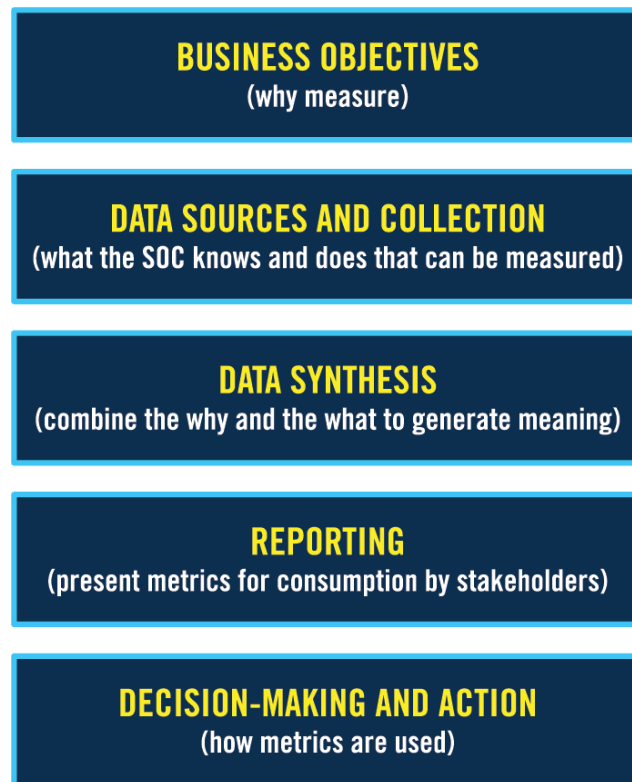 BUSINESS OBJECTIVES
(why measure)
DATA SOURCES AND COLLECTION
(what the SOC knows and does that can be measured)
DATA SYNTHESIS
(combine the why and the what to generate meaning)
REPORTING
(present metrics for consumption by stakeholders)
DECISION-MAKING AND ACTION
(how metrics are used)